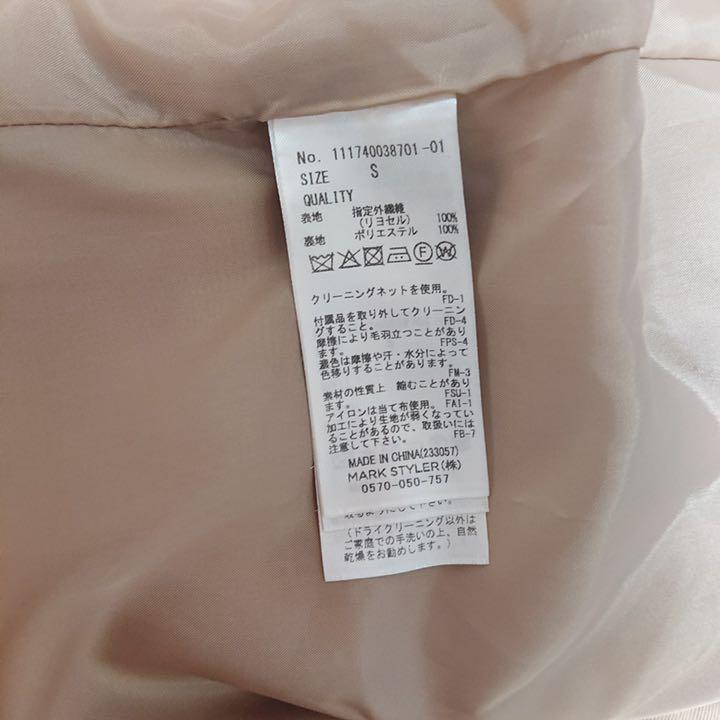 No. 111740038701-01
SIZE S
QUALITY
表地 指定外繊維
(リヨセル) 100%
裏地 ポリエステル 100%
F W
クリーニングネットを使用。
FD-1
付属品を取り外してクリーニン
グすること。 FD-4
摩擦により毛羽立つことがあり
ます。 FPS-4
濃色は摩擦や汗・水分によって
色移りすることがあります。
FM-3
素材の性質上 縮むことがあり
ます。 FSU-1
アイロンは当て布使用。 FAI-1
加工により生地が弱くなってい
ることがあるので、取扱いには
注意して下さい。 FB-7
MADE IN CHINA(233057)
MARK STYLER(株)
0570-050-757
(ドライクリーニング以外は
ご家庭での手洗いの上、自然
乾燥をお勧めします。)